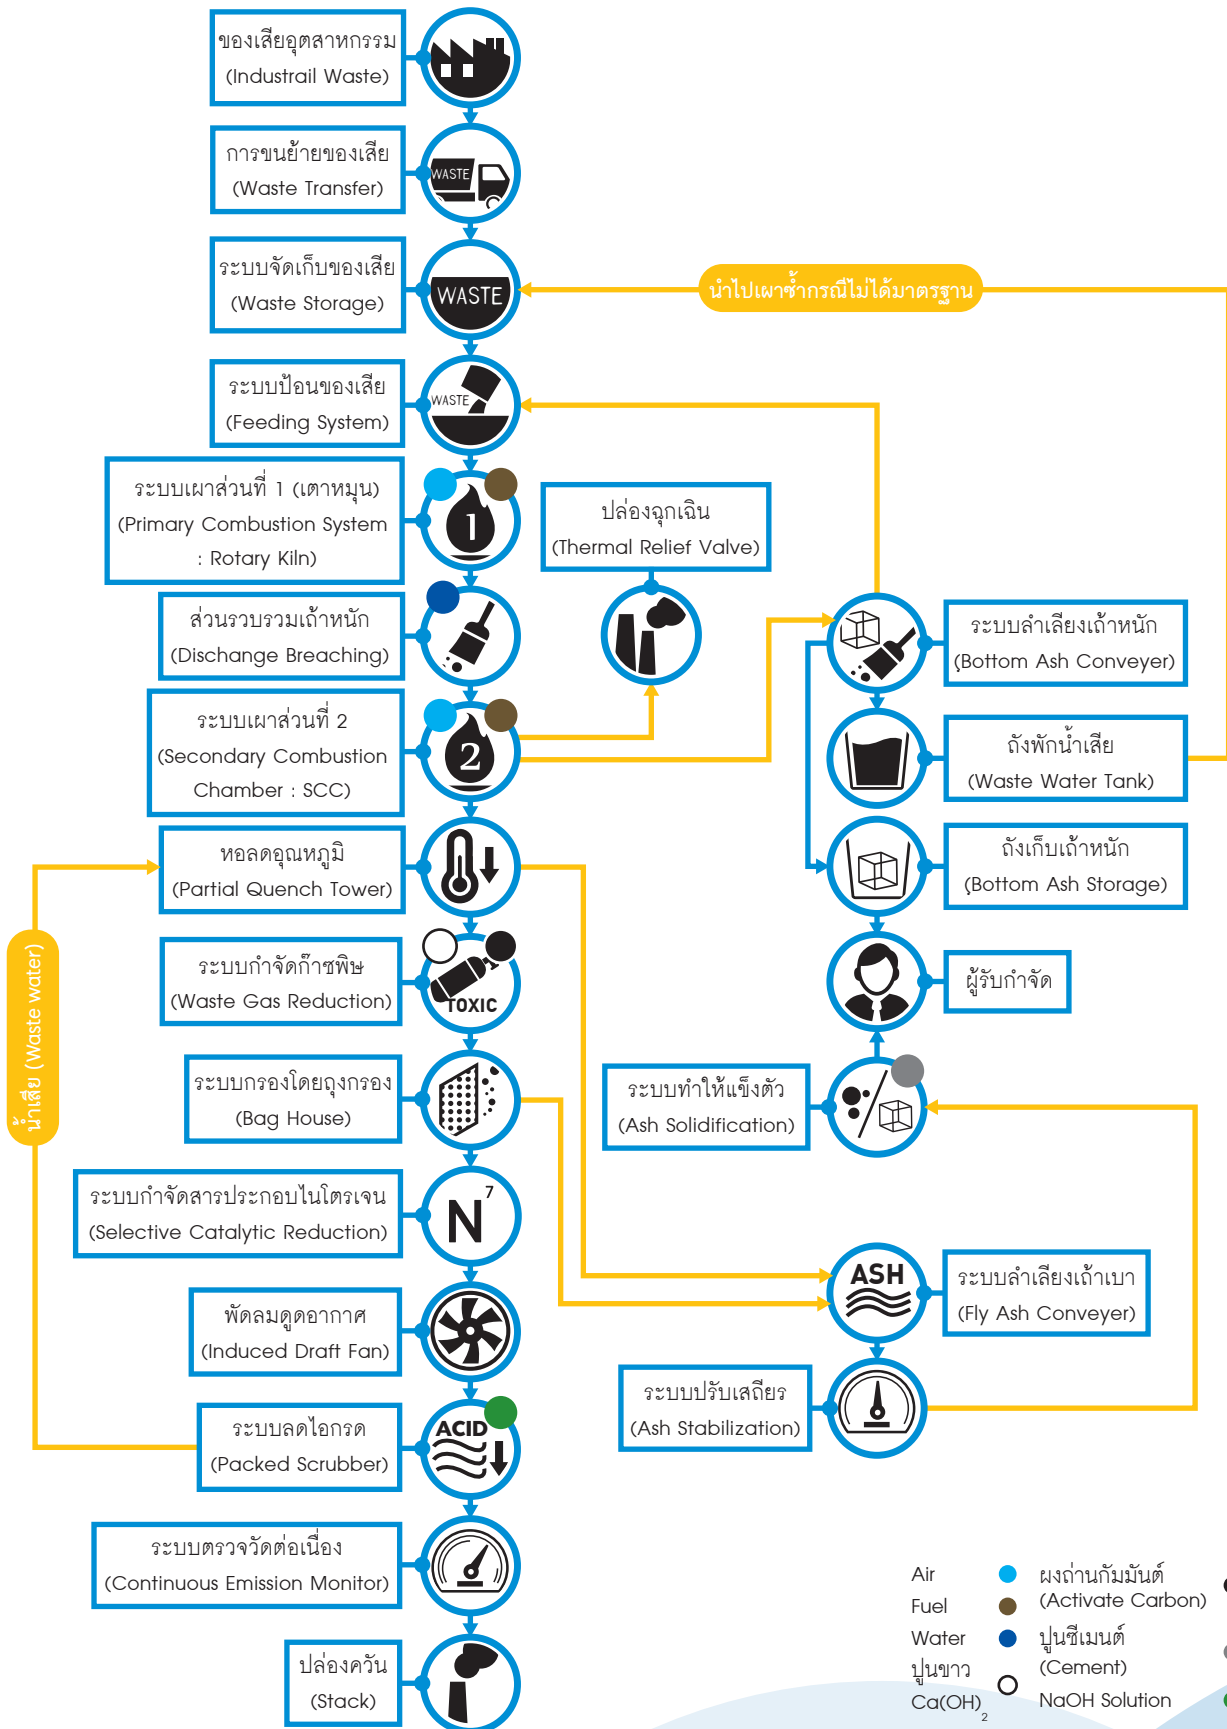 ของเสียอุตสาหกรรม
(Industrail Waste)
การขนย้ายของเสีย
(Waste Transfer)
WASTE
ระบบจัดเก็บของเสีย
(Waste Storage)
WASTE
นำไปเผาซ้ำกรณีไม่ได้มาตรฐาน
ระบบป้อนของเสีย
(Feeding System)
WASTE
ระบบเผาส่วนที่ 1 (เตาหมุน)
(Primary Combustion System
: Rotary Kiln)
1
ปล่องฉุกเฉิน
(Thermal Relief Valve)
ส่วนรวบรวมเถ้าหนัก
(Dischange Breaching)
ระบบลำเลียงเถ้าหนัก
(Bottom Ash Conveyer)
ระบบเผาส่วนที่ 2
(Secondary Combustion
Chamber : SCC)
2
ถังพักน้ำเสีย
(Waste Water Tank)
หอลดอุณหภูมิ
(Partial Quench Tower)
ถังเก็บเถ้าหนัก
(Bottom Ash Storage)
น้ำเสีย (Waste water)
ระบบกำจัดก๊าซพิษ
(Waste Gas Reduction)
TOXIC
ผู้รับกำจัด
ระบบกรองโดยถุงกรอง
(Bag House)
ระบบทำให้แข็งตัว
(Ash Solidification)
ระบบกำจัดสารประกอบไนโตรเจน
(Selective Catalytic Reduction)
N 7
พัดลมดูดอากาศ
(Induced Draft Fan)
ASH
ระบบลำเลียงเถ้าเบา
(Fly Ash Conveyer)
ระบบลดไอกรด
(Packed Scrubber)
ACID
ระบบปรับเสถียร
(Ash Stabilization)
ระบบตรวจวัดต่อเนื่อง
(Continuous Emission Monitor)
ปล่องควัน
(Stack)
Air
Fuel
Water
ปูนขาว
Ca(OH)2
ผงถ่านกัมมันต์
(Activate Carbon)
ปูนซีเมนต์
(Cement)
NaOH Solution